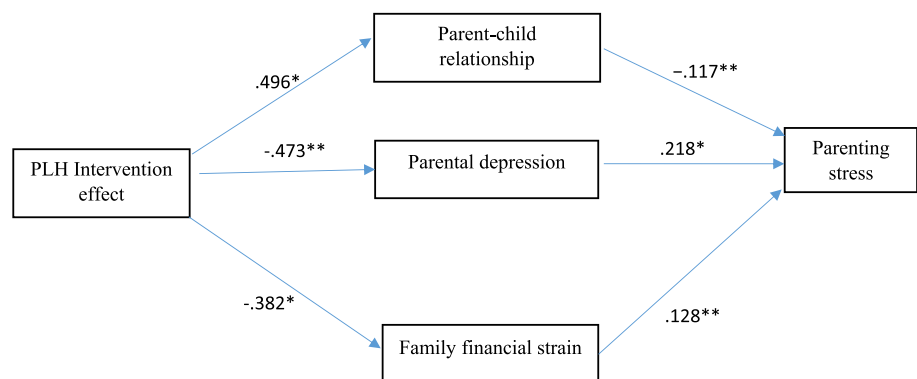 Parent-child
relationship
.496*
−.117**
PLH Intervention
effect
-.473**
Parental depression
.218*
Parenting
stress
-.382*
.128**
Family financial strain